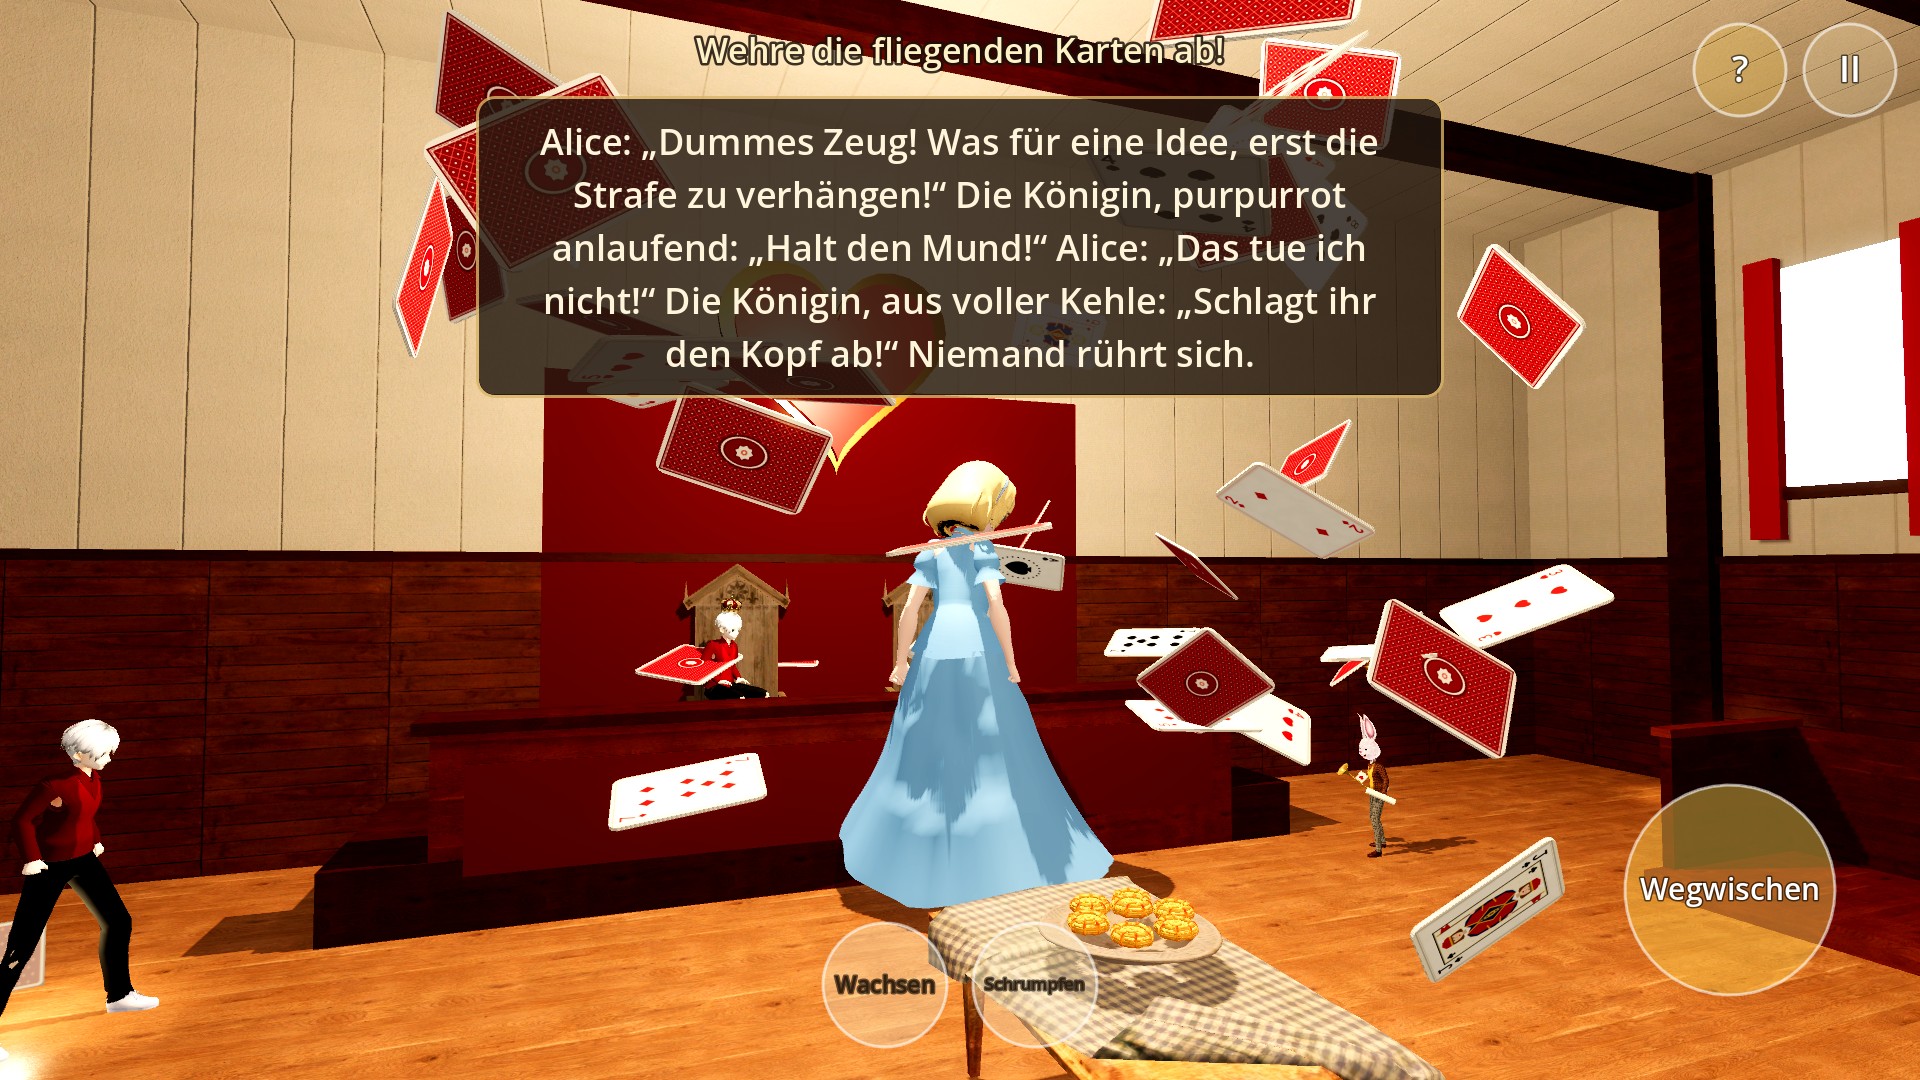 Wehre die fliegenden Karten ab!
?
Alice: „Dummes Zeug! Was für eine Idee, erst die
Strafe zu verhängen!“ Die Königin, purpurrot
anlaufend: „Halt den Mund!“ Alice: „Das tue ich
nicht!“ Die Königin, aus voller Kehle: „Schlagt ihr
den Kopf ab!“ Niemand rührt sich.
Wegwischen
Wachsen
Schrumpfen